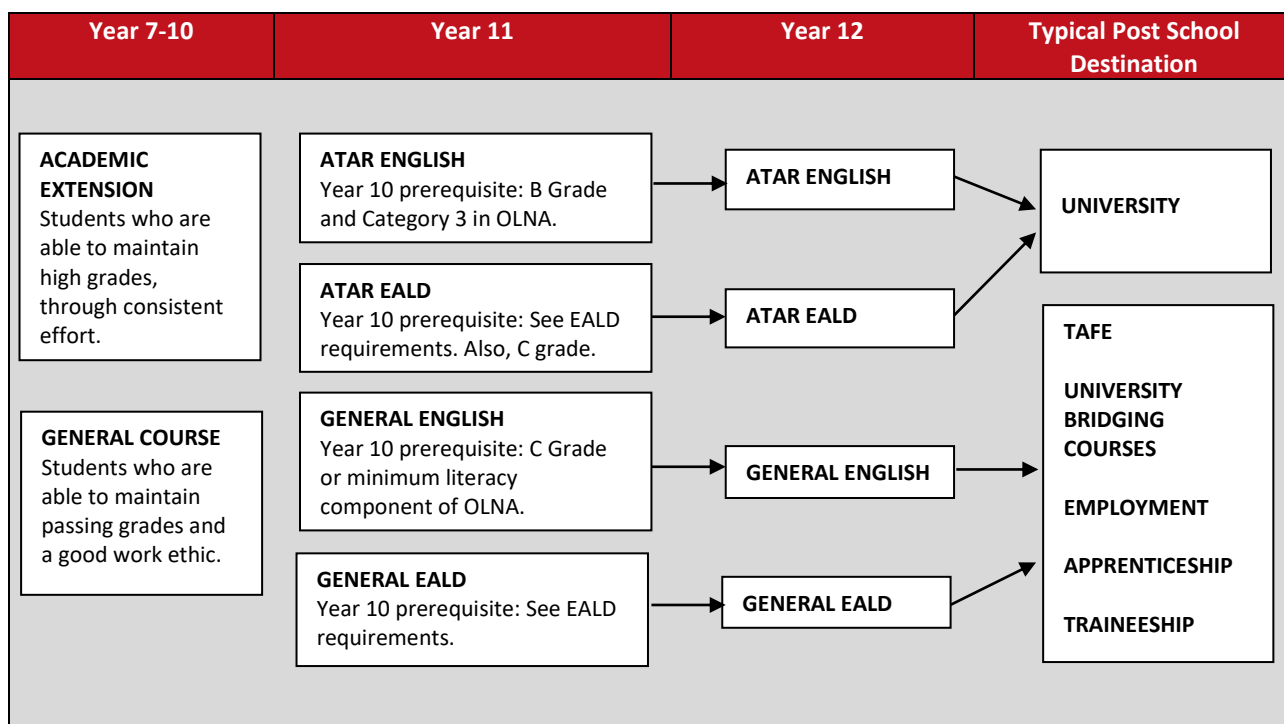 Year 7-10
Year 11
Year 12
Typical Post School
Destination
ACADEMIC
EXTENSION
Students who are
able to maintain
high grades,
through consistent
effort.
GENERAL COURSE
Students who are
able to maintain
passing grades and
a good work ethic.
ATAR ENGLISH
Year 10 prerequisite: B Grade
and Category 3 in OLNA.
ATAR EALD
Year 10 prerequisite: See EALD
requirements. Also, C grade.
GENERAL ENGLISH
Year 10 prerequisite: C Grade
or minimum literacy
component of OLNA.
GENERAL EALD
Year 10 prerequisite: See EALD
requirements.
ATAR ENGLISH
ATAR EALD
GENERAL ENGLISH
GENERAL EALD
UNIVERSITY
TAFE
UNIVERSITY
BRIDGING
COURSES
EMPLOYMENT
APPRENTICESHIP
TRAINEESHIP